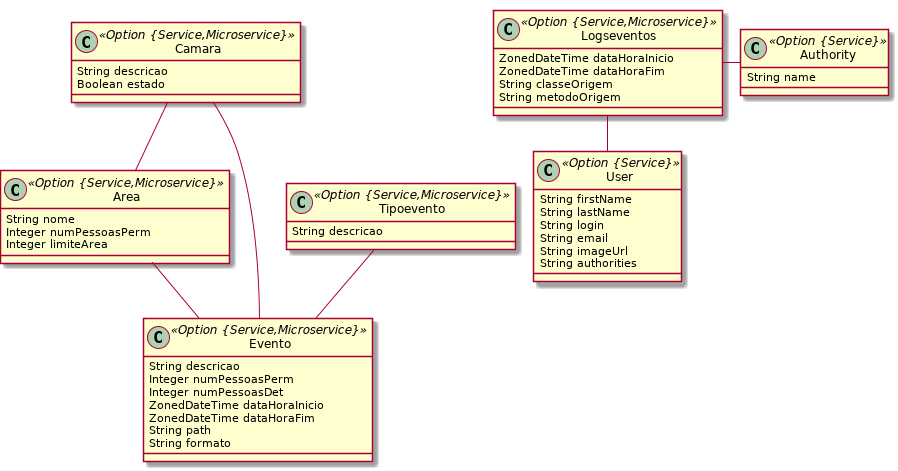 C
«Option {Service,Microservice}»
Camara
String descricao
Boolean estado
C
«Option {Service,Microservice}»
Logseventos
ZonedDateTime dataHoraInicio
ZonedDateTime dataHoraFim
String classeOrigem
String metodoOrigem
C
«Option {Service}»
Authority
String name
C
«Option {Service,Microservice}»
Area
String nome
Integer numPessoasPerm
Integer limiteArea
C
«Option {Service,Microservice}»
Tipoevento
String descricao
C
«Option {Service}»
User
String firstName
String lastName
String login
String email
String imageUrl
String authorities
C
«Option {Service,Microservice}»
Evento
String descricao
Integer numPessoasPerm
Integer numPessoasDet
ZonedDateTime dataHoraInicio
ZonedDateTime dataHoraFim
String path
String formato